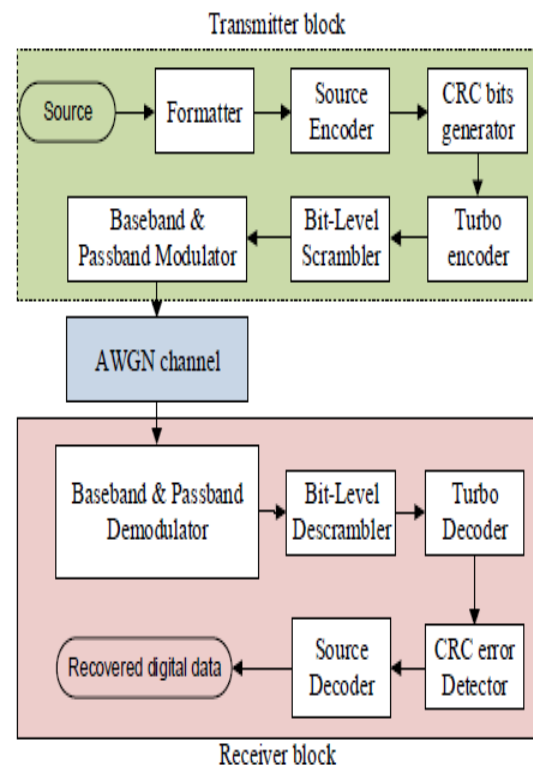 Transmitter block
Source
Formatter
Source
Encoder
CRC bits
generator
Baseband &
Passband Modulator
Bit-Level
Scrambler
Turbo
encoder
AWGN channel
Baseband & Passband
Demodulator
Bit-Level
Descrambler
Turbo
Decoder
Recovered digital data
Source
Decoder
CRC error
Detector
Receiver block